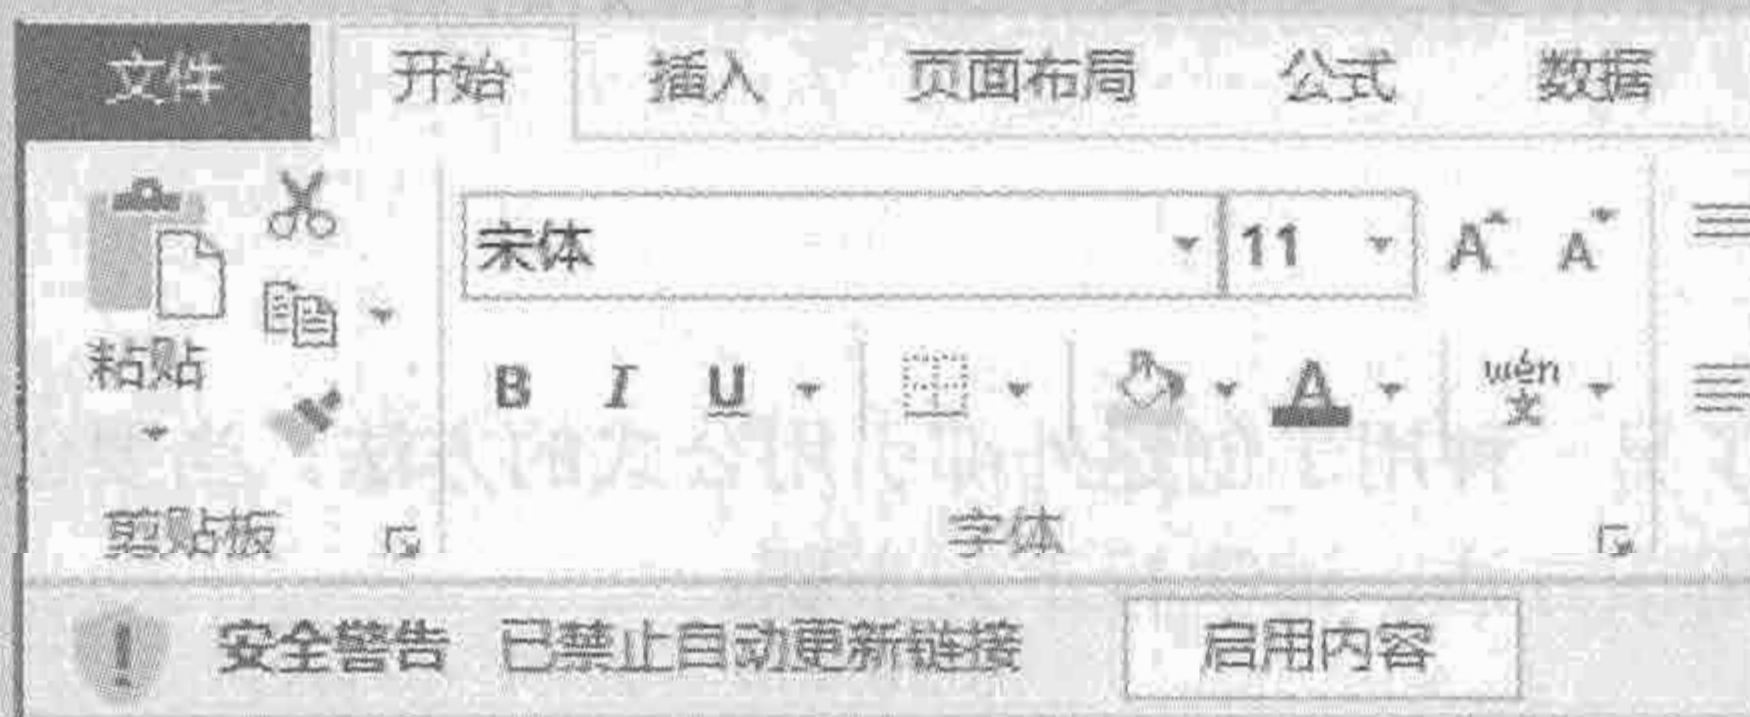 文件 开始 插入 页面布局 公式 数据
宋体 11 A A
粘贴 B I U A wén 文
剪贴板 字体
! 安全警告 已禁止自动更新链接 启用内容